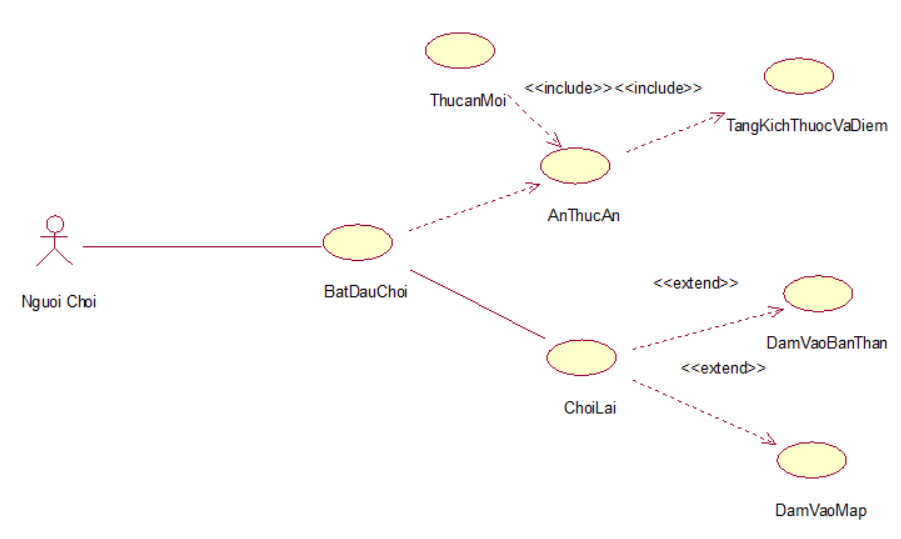 ThucanMoi
<<include>>
<<include>>
TangKichThuocVaDiem
AnThucAn
Nguoi Choi
BatDauChoi
<<extend>>
DamVaoBanThan
<<extend>>
ChoiLai
DamVaoMap